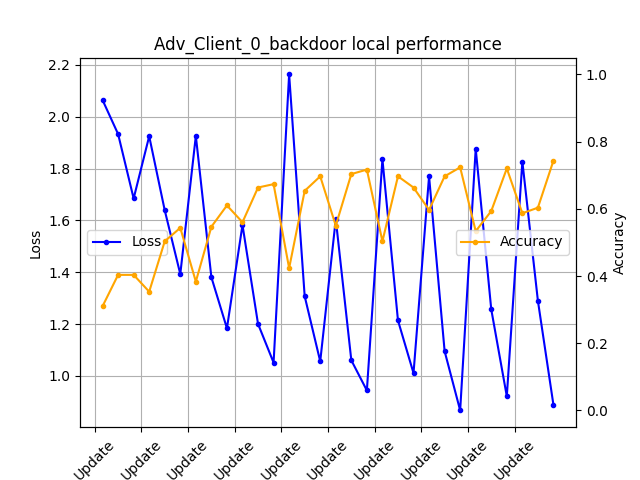 Adv_Client_0_backdoor local performance
2.2
2.0
1.8
1.6
1.4
1.2
1.0
Loss
Loss
Accuracy
1.0
0.8
0.6
0.4
0.2
0.0
Accuracy
Update
Update
Update
Update
Update
Update
Update
Update
Update
Update